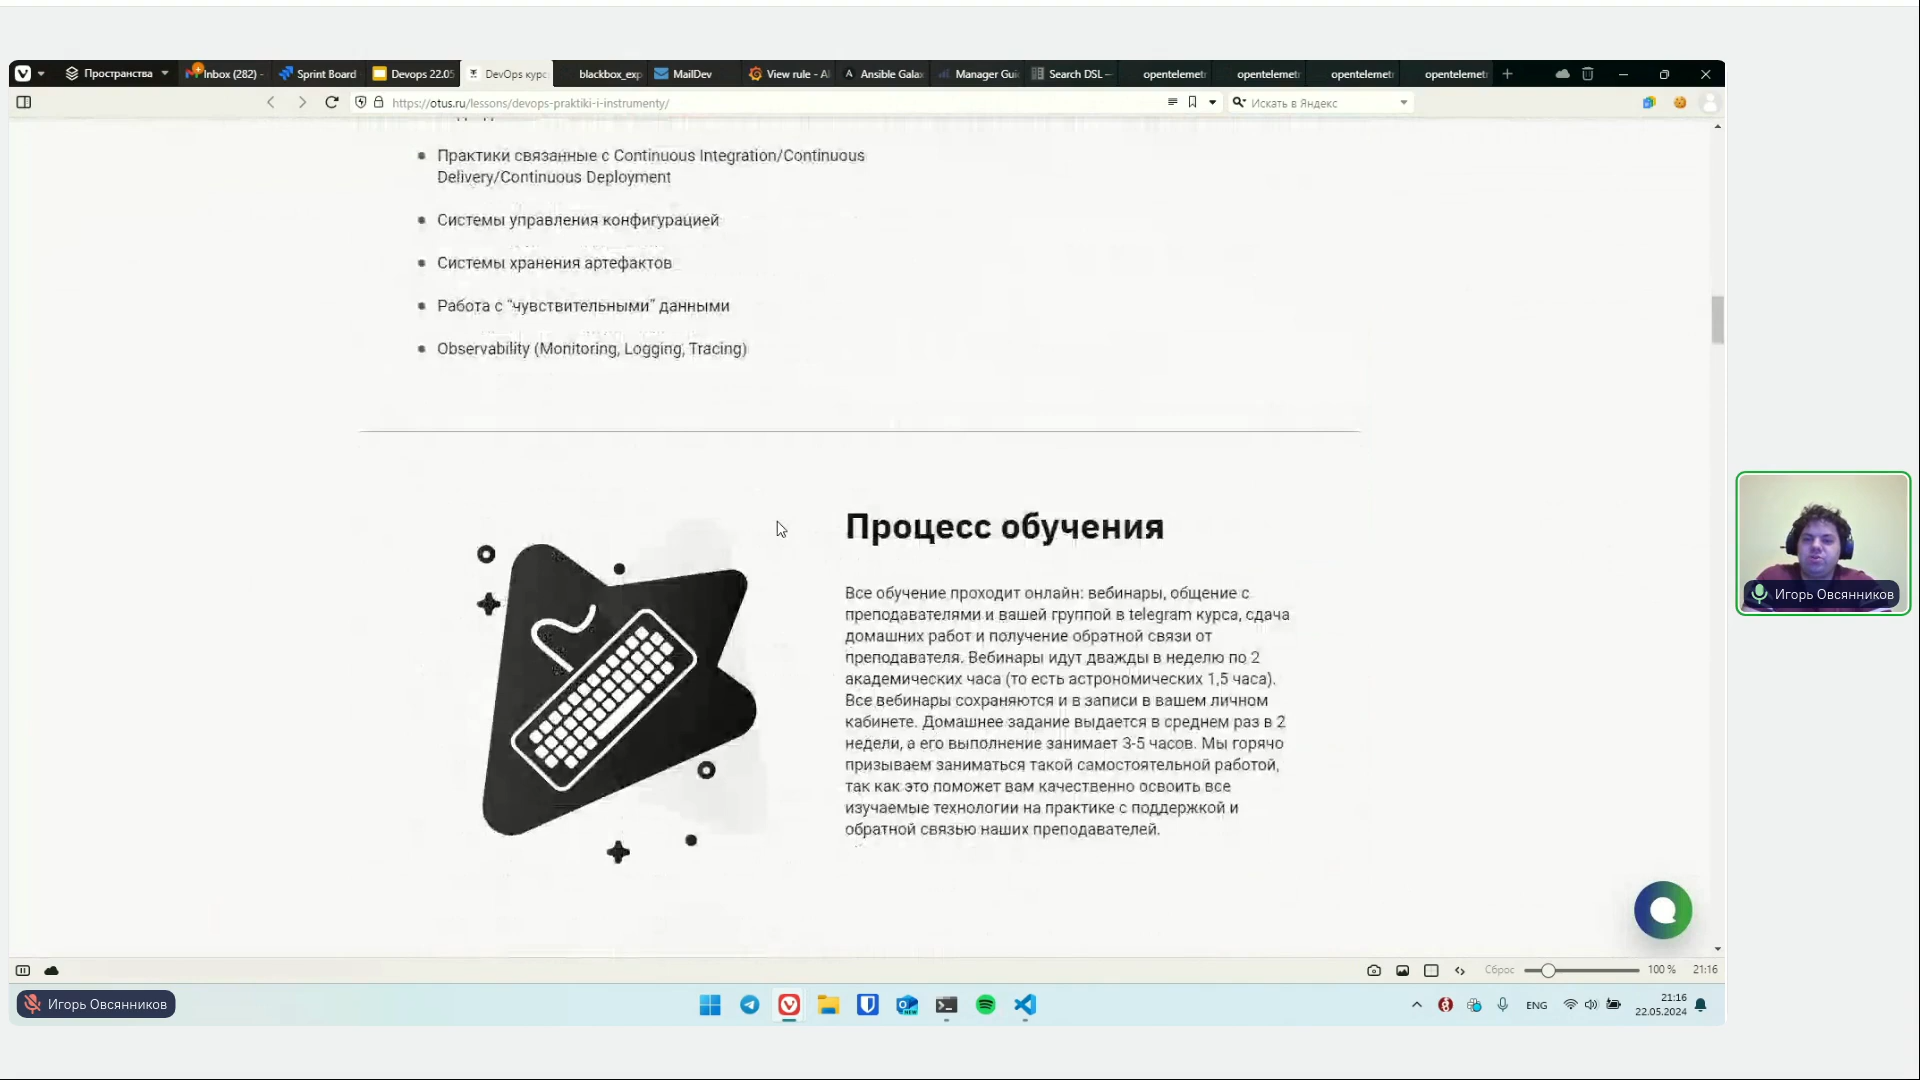 Пространства
Inbox (282) -
Sprint Board
Devops 22.05
DevOps курс
blackbox_exp
MailDev
View rule - Al
Ansible Gala
Manager Gui
Search DSL –
opentelemet
opentelemet
opentelemet
opentelemet
https://otus.ru/lessons/devops-praktiki-i-instrumenty/
Искать в Яндекс
Практики связанные с Continuous Integration/Continuous
Delivery/Continuous Deployment
Системы управления конфигурацией
Системы хранения артефактов
Работа с “чувствительными” данными
Observability (Monitoring, Logging, Tracing)
Процесс обучения
Все обучение проходит онлайн: вебинары, общение с
преподавателями и вашей группой в telegram курса, сдача
домашних работ и получение обратной связи от
преподавателя. Вебинары идут дважды в неделю по 2
академических часа (то есть астрономических 1,5 часа).
Все вебинары сохраняются и в записи в вашем личном
кабинете. Домашнее задание выдается в среднем раз в 2
недели, а его выполнение занимает 3-5 часов. Мы горячо
призываем заниматься такой самостоятельной работой,
так как это поможет вам качественно освоить все
изучаемые технологии на практике с поддержкой и
обратной связью наших преподавателей.
Игорь Овсянников
Сброс
100 %
21:16
Игорь Овсянников
ENG
21:16
22.05.2024